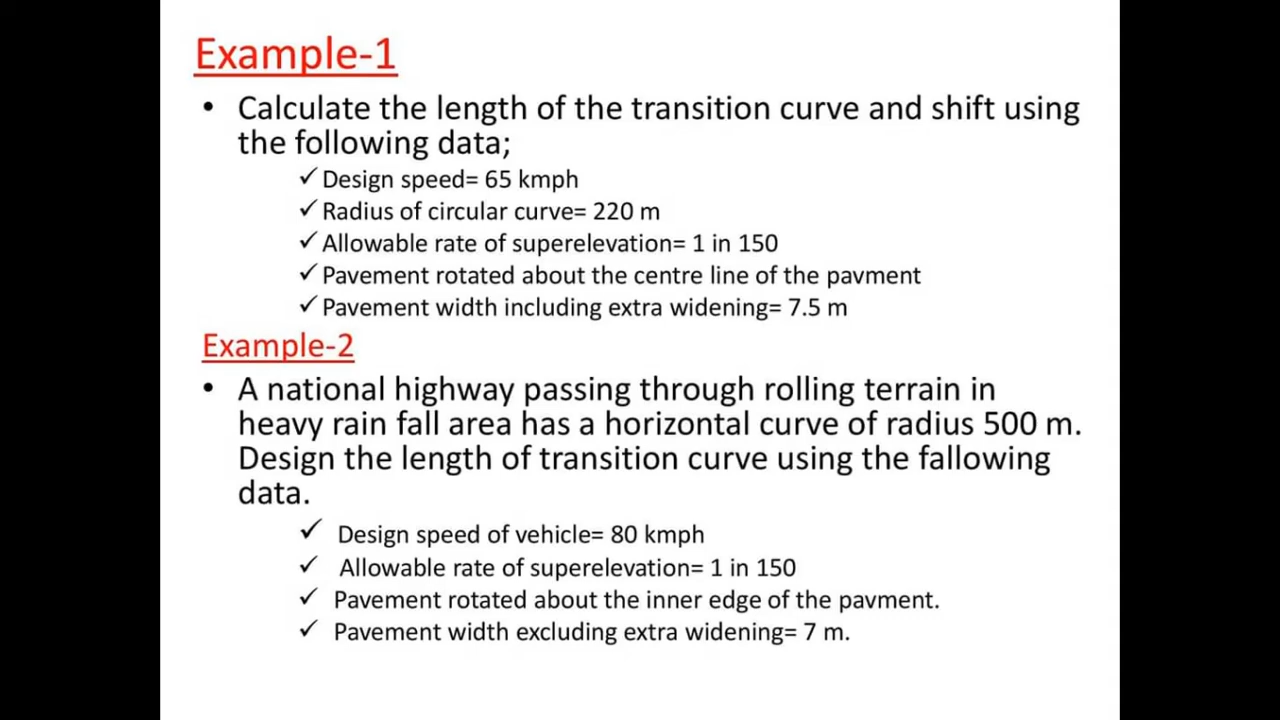 Example-1
• Calculate the length of the transition curve and shift using
the following data;
✓ Design speed= 65 kmph
✓ Radius of circular curve= 220 m
✓ Allowable rate of superelevation= 1 in 150
✓ Pavement rotated about the centre line of the pavment
✓ Pavement width including extra widening= 7.5 m
Example-2
• A national highway passing through rolling terrain in
heavy rain fall area has a horizontal curve of radius 500 m.
Design the length of transition curve using the fallowing
data.
✓ Design speed of vehicle= 80 kmph
✓ Allowable rate of superelevation= 1 in 150
✓ Pavement rotated about the inner edge of the pavment.
✓ Pavement width excluding extra widening= 7 m.